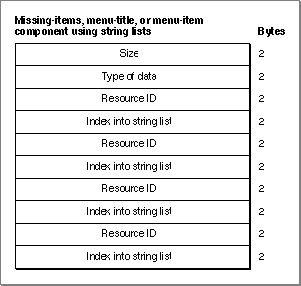 Missing-items, menu-title, or menu-item
component using string lists Bytes
Size 2
Type of data 2
Resource ID 2
Index into string list 2
Resource ID 2
Index into string list 2
Resource ID 2
Index into string list 2
Resource ID 2
Index into string list 2